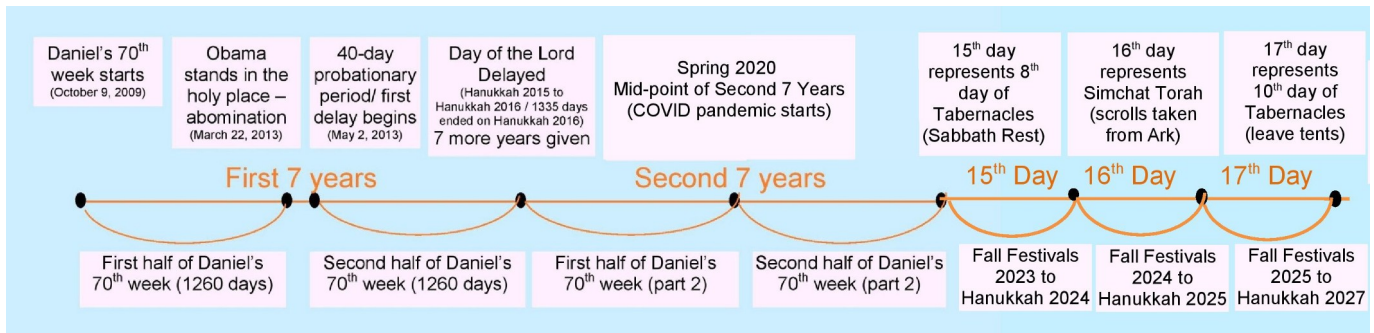 Daniel's 70th
week starts
(October 9, 2009)
Obama
stands in the
holy place –
abomination
(March 22, 2013)
40-day
probationary
period/ first
delay begins
(May 2, 2013)
Day of the Lord
Delayed
(Hanukkah 2015 to
Hanukkah 2016 / 1335 days
ended on Hanukkah 2016)
7 more years given
Spring 2020
Mid-point of Second 7 Years
(COVID pandemic starts)
15th day
represents 8th
day of
Tabernacles
(Sabbath Rest)
16th day
represents
Simchat Torah
(scrolls taken
from Ark)
17th day
represents
10th day of
Tabernacles
(leave tents)
First 7 years
Second 7 years
15th Day
16th Day
17th Day
First half of Daniel's
70th week (1260 days)
Second half of Daniel's
70th week (1260 days)
First half of Daniel's
70th week (part 2)
Second half of Daniel's
70th week (part 2)
Fall Festivals
2023 to
Hanukkah 2024
Fall Festivals
2024 to
Hanukkah 2025
Fall Festivals
2025 to
Hanukkah 2027